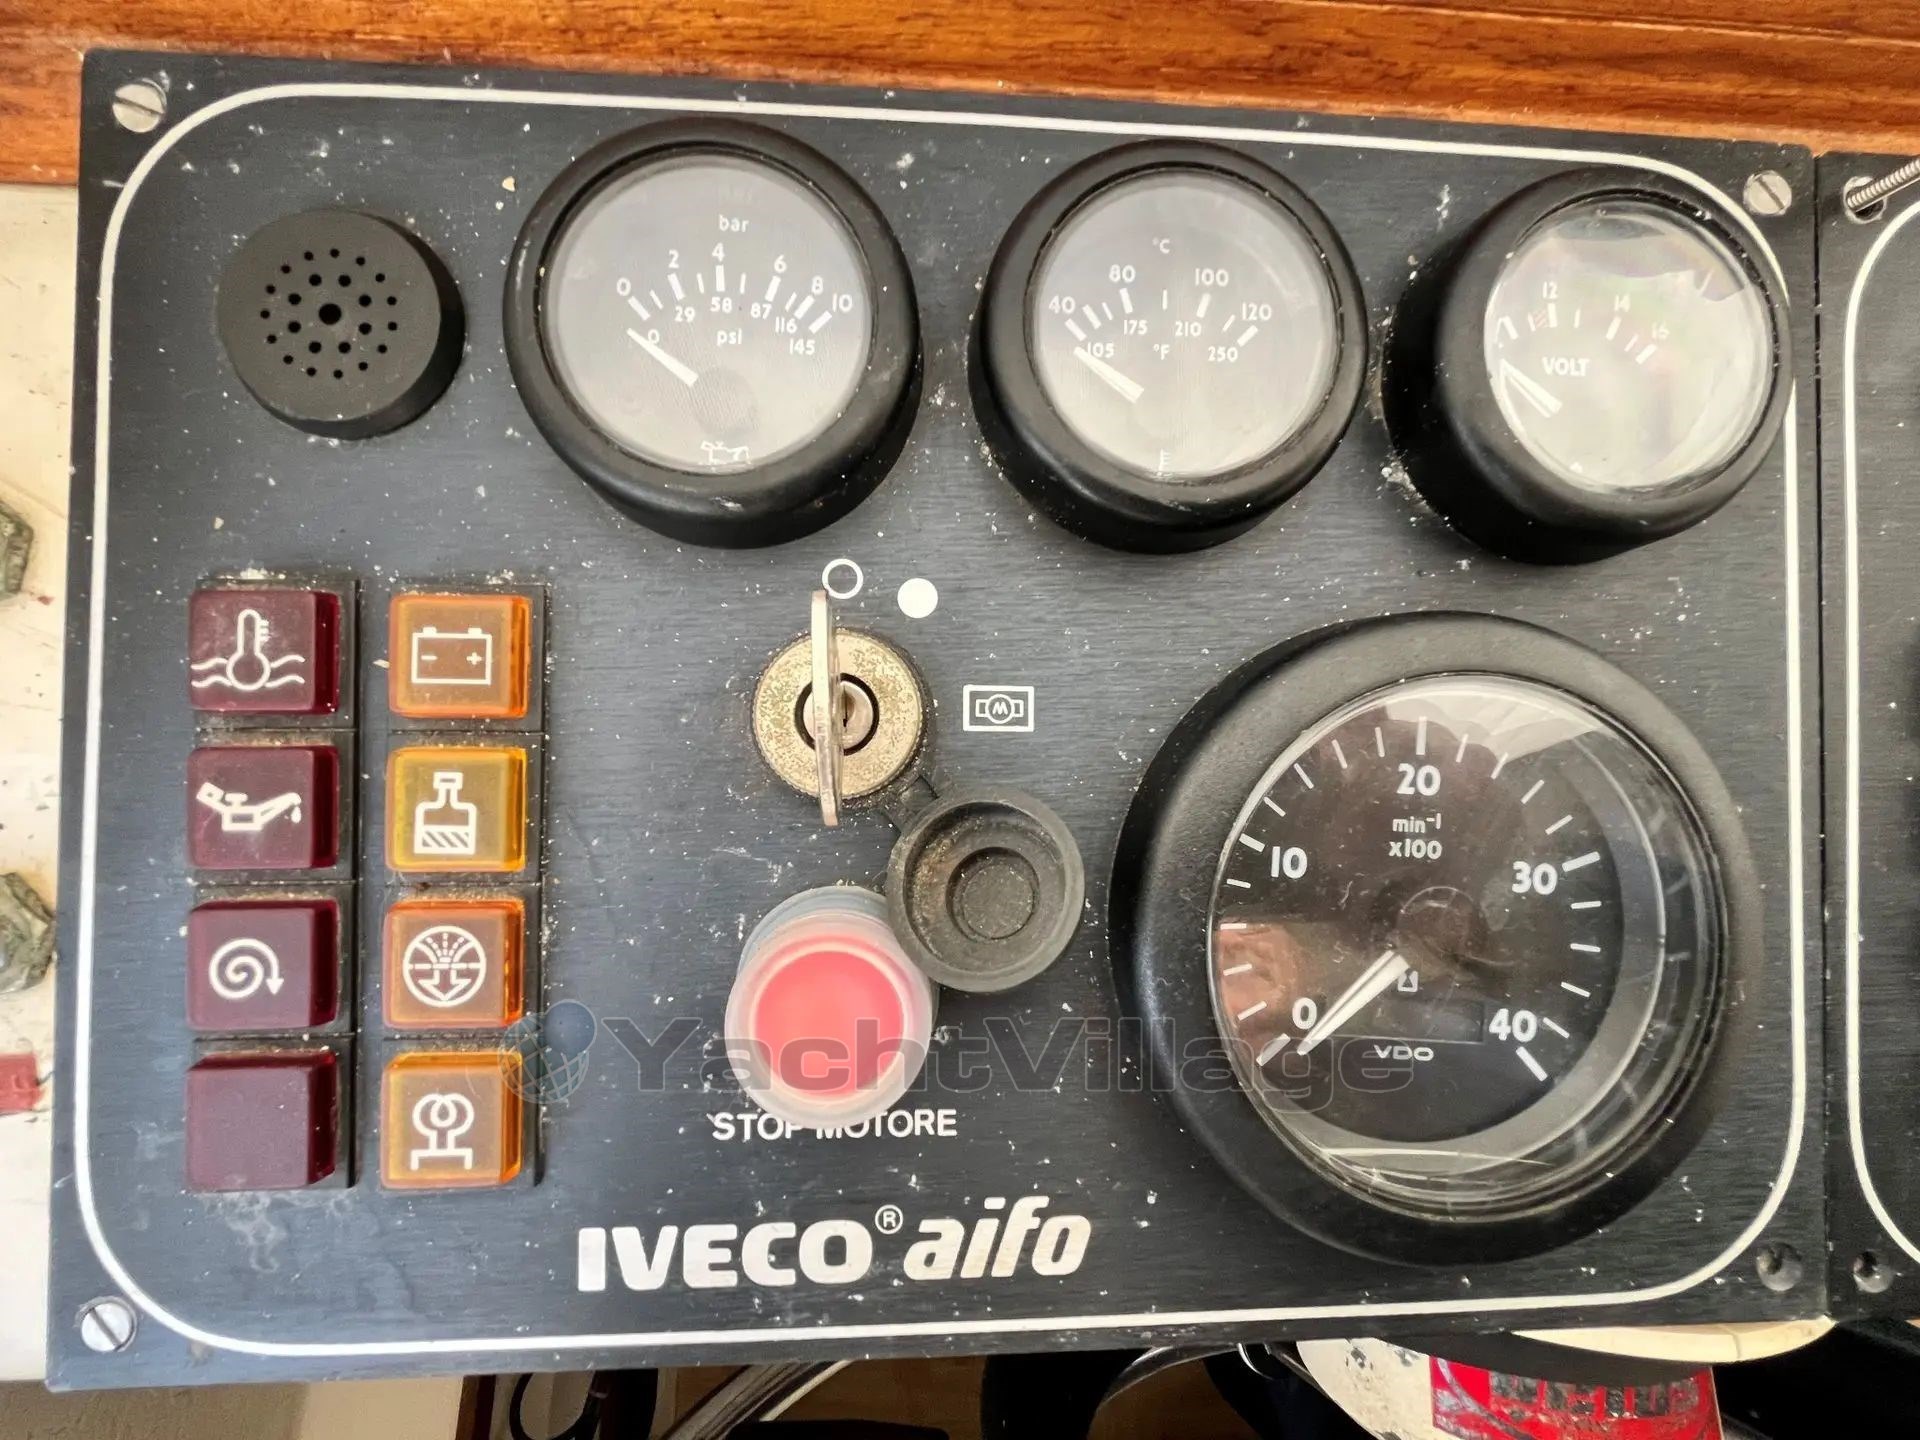 bar
0 2 4 6 8 10
0 29 58 87 116 145
psi
°C
40 80 100 120
105 175 210 250
°F
12 14 16
VOLT
- +
M
20
min-1
x100
10 30
0 40
VDO
YachtVillage
STOP MOTORE
IVECO® aifo